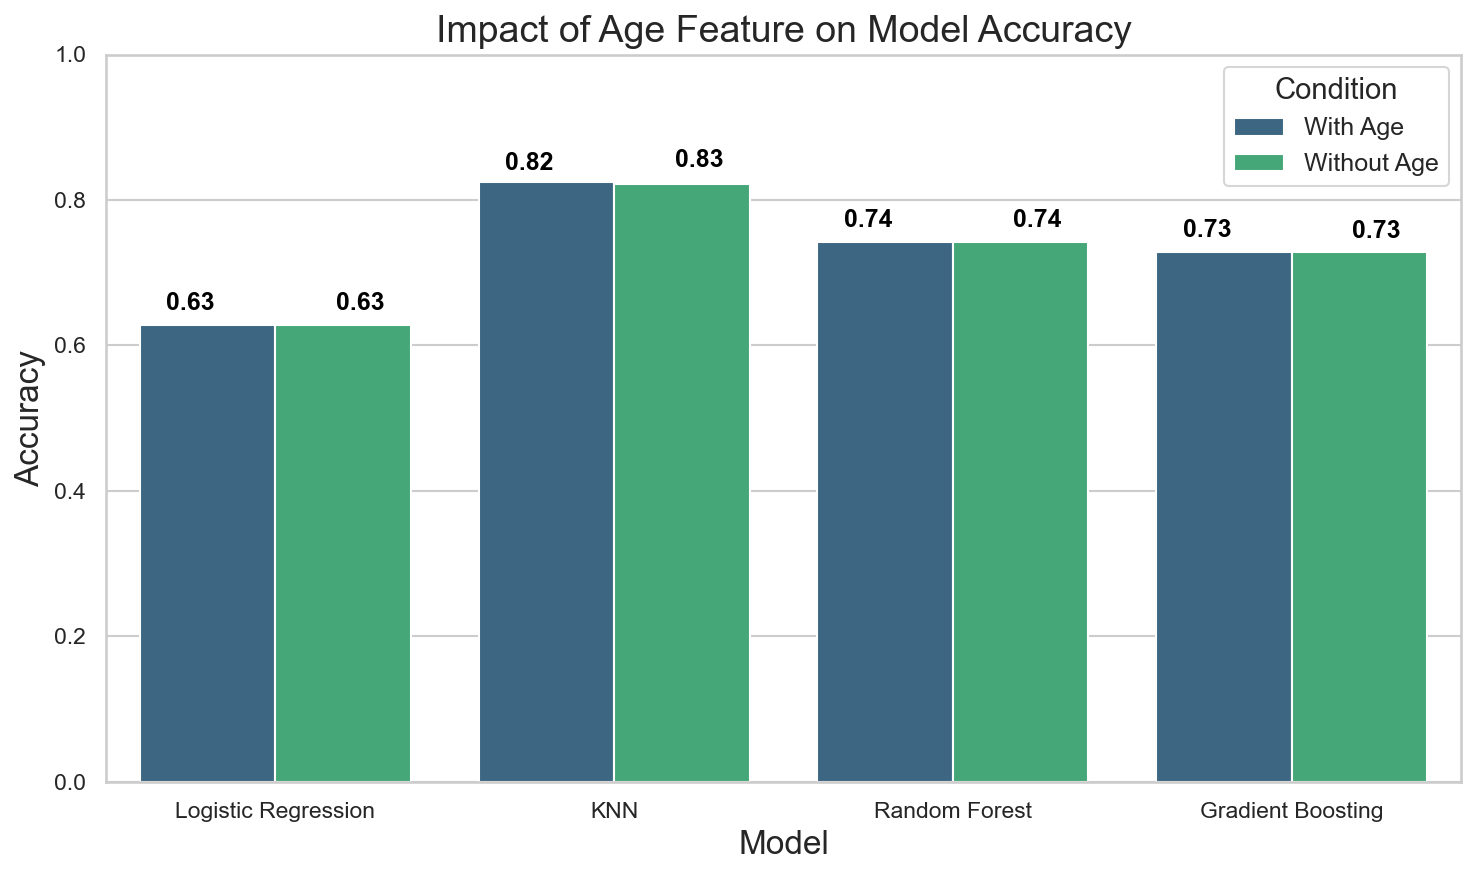 Impact of Age Feature on Model Accuracy
Condition
With Age
Without Age
1.0
0.8
0.6
0.4
0.2
0.0
Accuracy
0.63
0.63
0.82
0.83
0.74
0.74
0.73
0.73
Logistic Regression
KNN
Random Forest
Gradient Boosting
Model